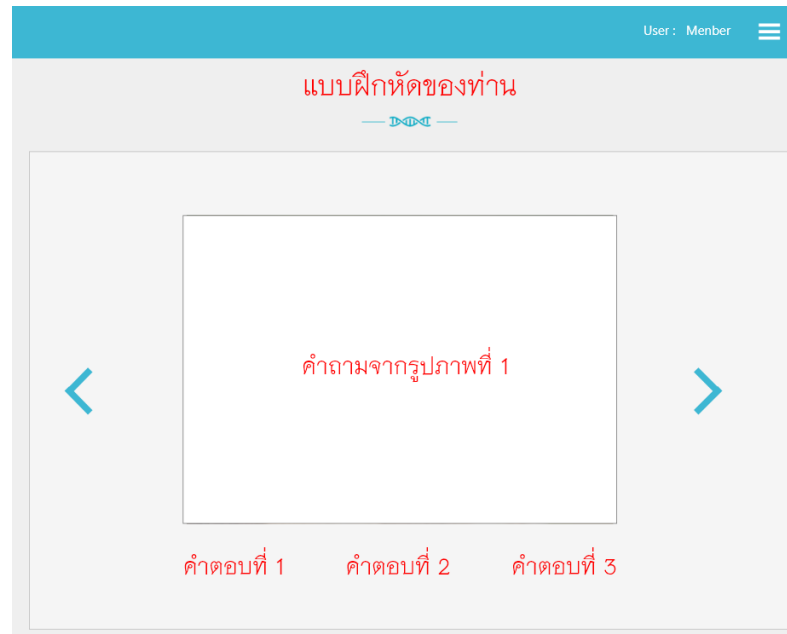 User : Menber
แบบฝึกหัดของท่าน
คำถามจากรูปภาพที่ 1
คำตอบที่ 1 คำตอบที่ 2 คำตอบที่ 3